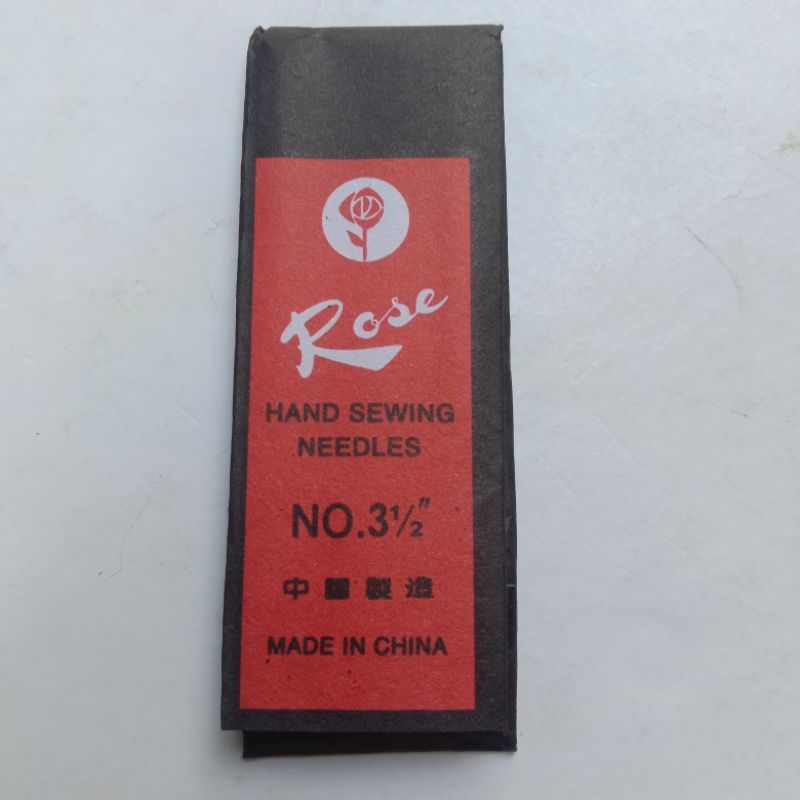 Rose
HAND SEWING
NEEDLES
NO.3½"
中國製造
MADE IN CHINA